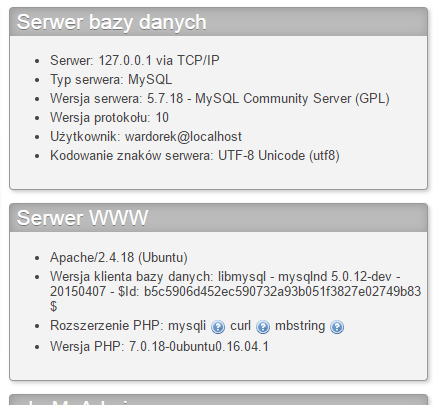 Serwer bazy danych
Serwer: 127.0.0.1 via TCP/IP
Typ serwera: MySQL
Wersja serwera: 5.7.18 - MySQL Community Server (GPL)
Wersja protokołu: 10
Użytkownik: wardorek@localhost
Kodowanie znaków serwera: UTF-8 Unicode (utf8)
Serwer WWW
Apache/2.4.18 (Ubuntu)
Wersja klienta bazy danych: libmysql - mysqlnd 5.0.12-dev -
20150407 - $Id: b5c5906d452ec590732a93b051f3827e02749b83
$
Rozszerzenie PHP: mysqli curl mbstring
Wersja PHP: 7.0.18-0ubuntu0.16.04.1